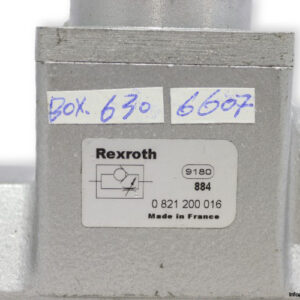 BOX. 630 6607
Rexroth
9180
884
0 821 200 016
Made in France